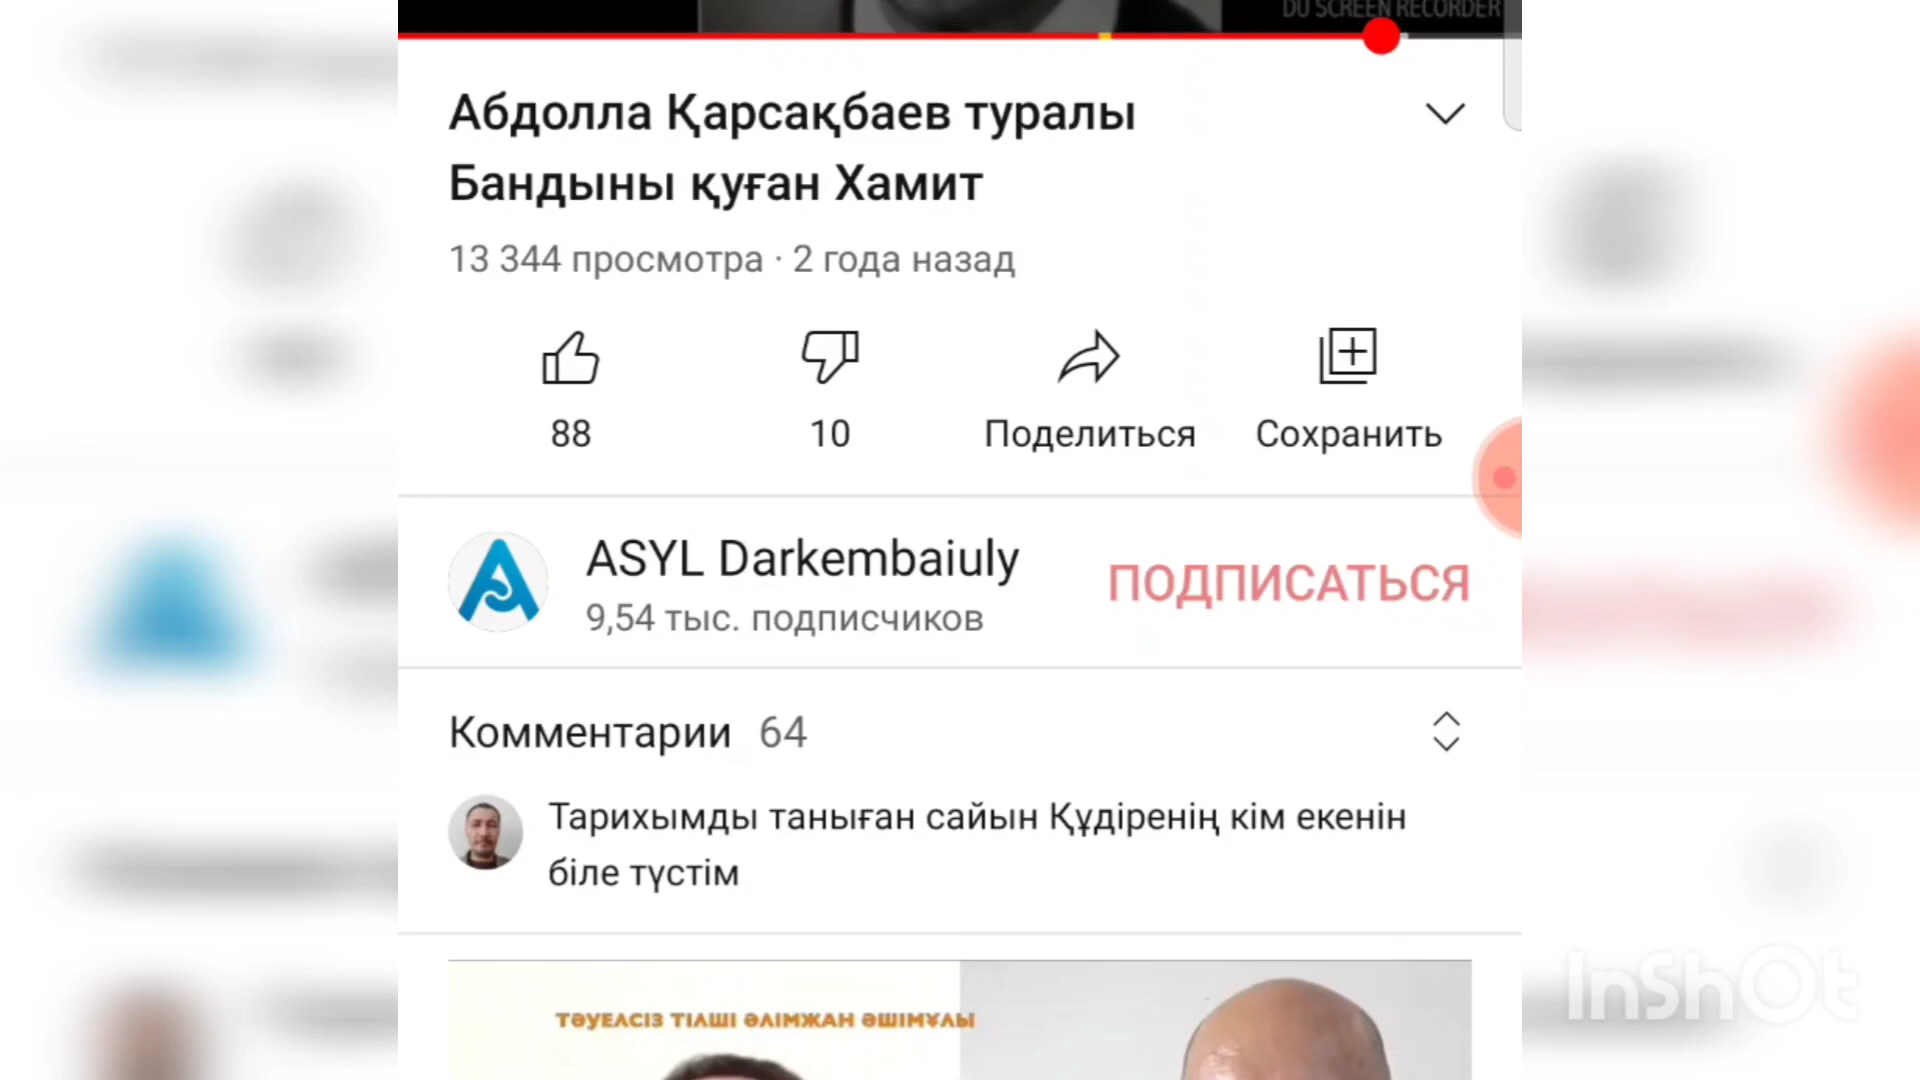 DU SCREEN RECORDER
Абдолла Қарсақбаев туралы
Бандыны қуған Хамит
13 344 просмотра · 2 года назад
88
10
Поделиться
Сохранить
ASYL Darkembaiuly
9,54 тыс. подписчиков
ПОДПИСАТЬСЯ
Комментарии 64
Тарихымды таныған сайын Құдіренің кім екенін
біле түстім
ТӘУЕЛСІЗ ТІЛШІ ӘЛІМЖАН ӘШІМҰЛЫ
InShOt